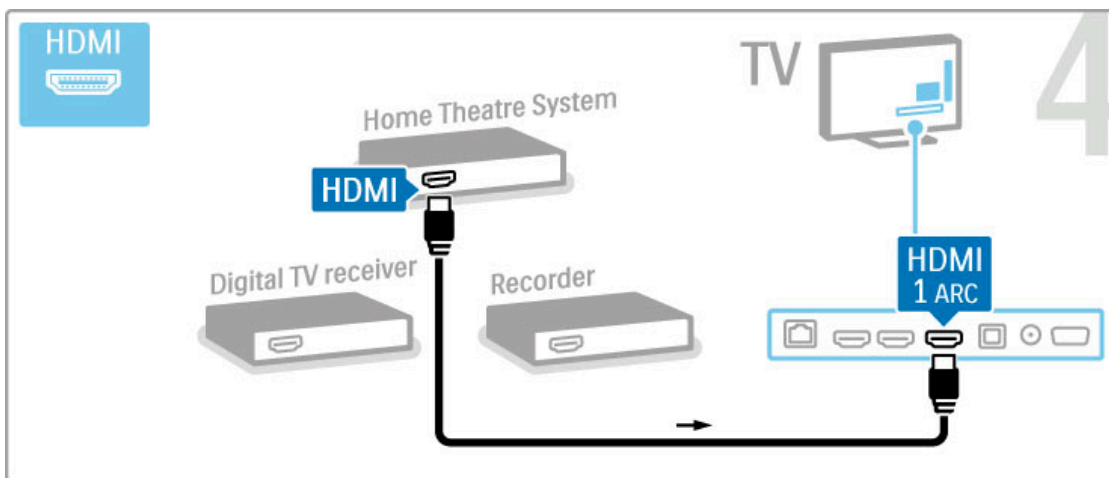 HDMI
TV
4
Home Theatre System
HDMI
Digital TV receiver
Recorder
HDMI
1 ARC